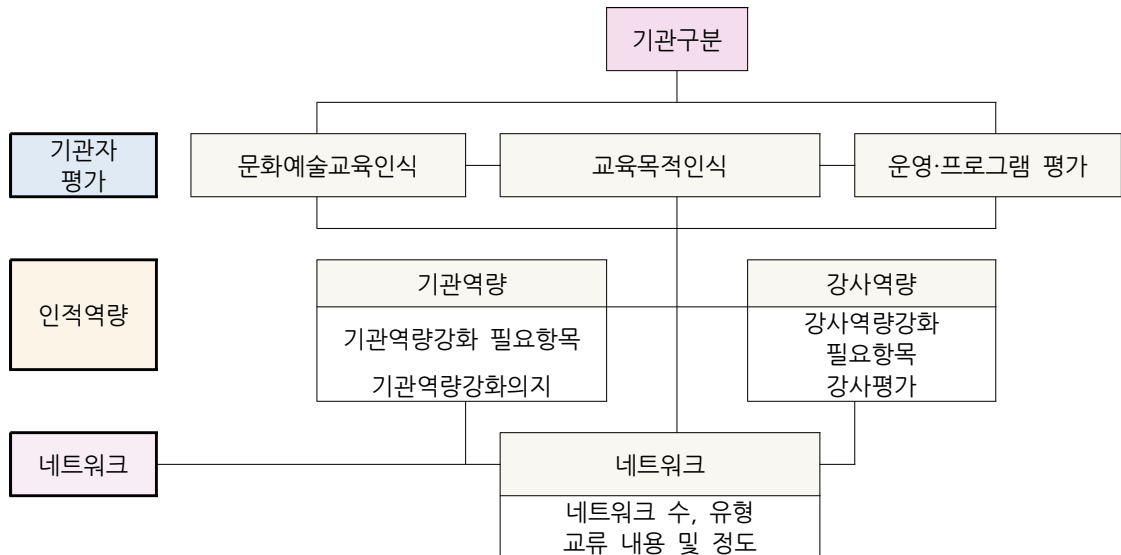 기관구분
기관자
평가
문화예술교육인식
교육목적인식
운영·프로그램 평가
인적역량
기관역량
기관역량강화 필요항목
기관역량강화의지
강사역량
강사역량강화
필요항목
강사평가
네트워크
네트워크
네트워크 수, 유형
교류 내용 및 정도